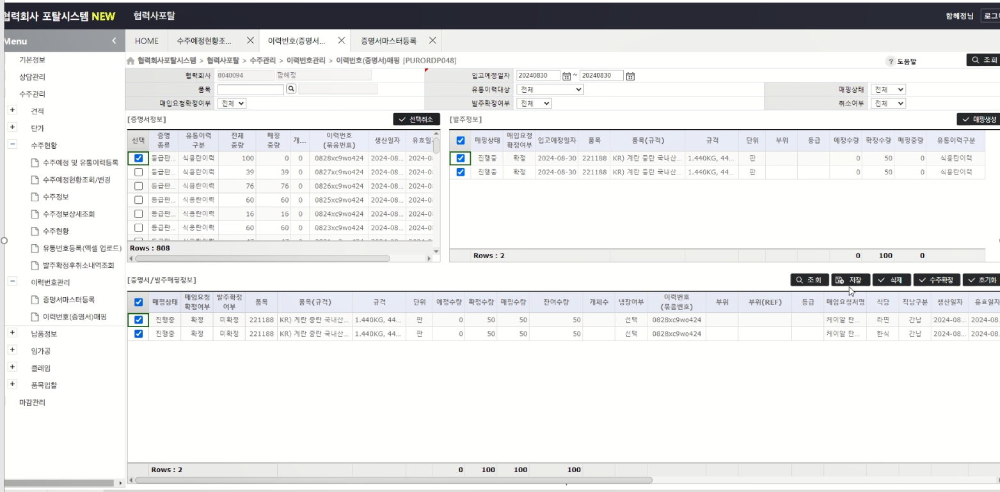 협력회사 포탈시스템 NEW 협력사포탈 함혜정님
Menu HOME 수주예정현황조... 이력번호(증명서... 증명서마스터등록
기본정보
상담관리
수주관리
견적
단가
수주현황
수주예정 및 유통이력등록
수주예정현황조회/변경
수주정보
수주정보상세조회
수주현황
유통번호등록(엑셀 업로드)
발주확정후취소내역조회
이력번호관리
증명서마스터등록
이력번호(증명서)매핑
납품정보
임가공
클레임
품목입찰
마감관리
협력회사포탈시스템 > 협력사포탈 > 수주관리 > 이력번호관리 > 이력번호(증명서)매핑 [PURORDP048] ? 도움말 조회
협력회사 0040094 함혜정 입고예정일자 20240830 ~ 20240830
품목 유통이력대상 전체 매핑상태 전체
매입요청확정여부 전체 발주확정여부 전체 취소여부 전체
[증명서정보] 선택취소
선택 증명 종류 유통이력 구분 전체 중량 매핑 중량 개... 이력번호 (묶음번호) 생산일자 유효일
등급판... 식용란이력 100 0 0 0828xc9wo424 2024-08... 2024-0
등급판... 식용란이력 39 39 0 0827xc9wo424 2024-08... 2024-0
등급판... 식용란이력 76 76 0 0826xc9wo424 2024-08... 2024-0
등급판... 식용란이력 60 60 0 0825xc9wo424 2024-08... 2024-0
등급판... 식용란이력 16 16 0 0824xc9wo424 2024-08... 2024-0
등급판... 식용란이력 60 60 0 0823xc9wo424 2024-08... 2024-0
Rows : 808
[발주정보] 매핑생성
매핑상태 매입요청 확정여부 입고예정일자 품목 품목(규격) 규격 단위 부위 등급 예정수량 확정수량 매핑중량 유통이력구분
진행중 확정 2024-08-30 221188 KR) 계란 중란 국내산... 1.440KG, 44... 판 0 50 0 식용란이력
진행중 확정 2024-08-30 221188 KR) 계란 중란 국내산... 1.440KG, 44... 판 0 50 0 식용란이력
Rows : 2 0 100 0
[증명서/발주매핑정보] 조회 저장 삭제 수주확정 초기화
매핑상태 매입요청 확정여부 발주확정 여부 품목 품목(규격) 규격 단위 예정수량 확정수량 매핑수량 잔여수량 개체수 냉장여부 이력번호 (묶음번호) 부위 부위(REF) 등급 매입요청처명 식당 직납구분 생산일자 유효일자
진행중 확정 미확정 221188 KR) 계란 중란 국내산... 1.440KG, 44... 판 0 50 50 50 선택 0828xc9wo424 케이알 탄... 라면 간납 2024-08... 2024-08.
진행중 확정 미확정 221188 KR) 계란 중란 국내산... 1.440KG, 44... 판 0 50 50 50 선택 0828xc9wo424 케이알 탄... 한식 간납 2024-08... 2024-08.
Rows : 2 0 100 100 100